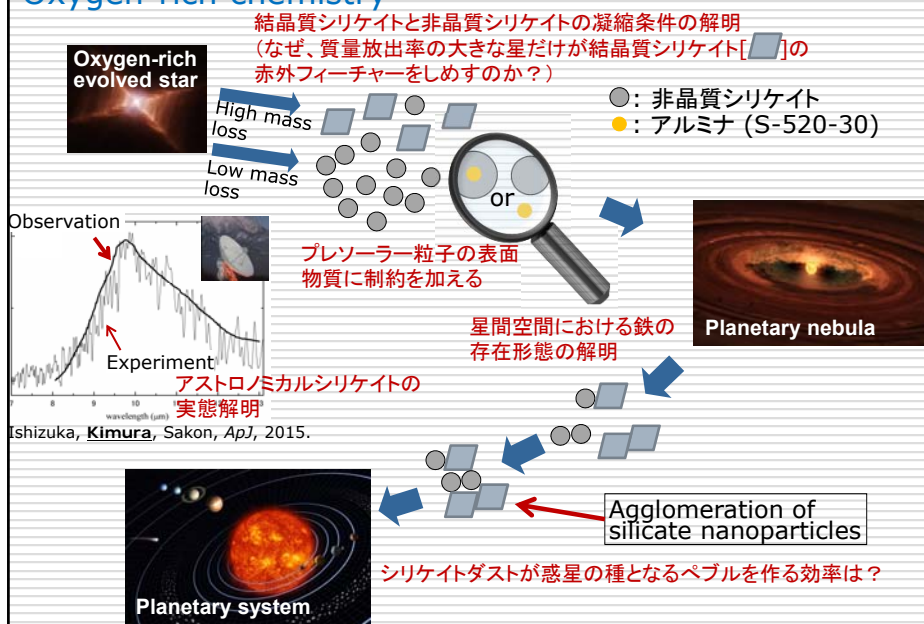 Oxygen-rich chemistry
結晶質シリケイトと非晶質シリケイトの凝縮条件の解明
（なぜ、質量放出率の大きな星だけが結晶質シリケイト[ ]の
赤外フィーチャーをしめすのか？）
Oxygen-rich
evolved star
High mass
loss
Low mass
loss
: 非晶質シリケイト
: アルミナ (S-520-30)
or
Observation
Experiment
プレソーラー粒子の表面
物質に制約を加える
星間空間における鉄の
存在形態の解明
Planetary nebula
アストロノミカルシリケイトの
実態解明
7 8 9 10 11
wavelength (μm)
Ishizuka, Kimura, Sakon, ApJ, 2015.
Agglomeration of
silicate nanoparticles
シリケイトダストが惑星の種となるペブルを作る効率は？
Planetary system